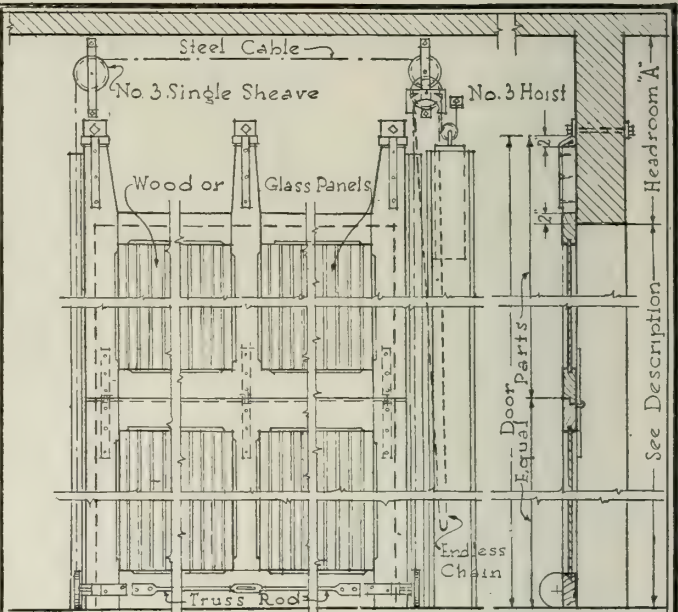 Steel Cable
No. 3. Single Sheave
No. 3 Hoist
Wood or Glass Panels
2"
2"
Headroom "A"
See Description
Door
Equal Parts
Endless
Chain
Truss Rod